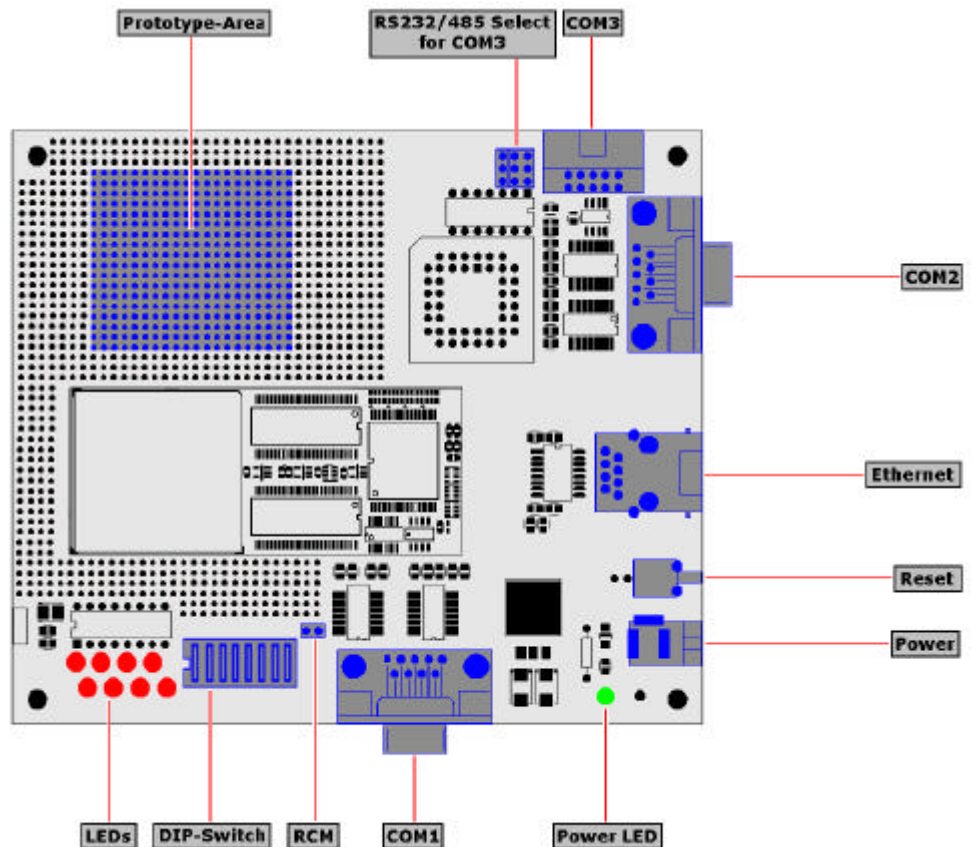 Prototype-Area
RS232/485 Select
for COM3
COM3
COM2
Ethernet
Reset
Power
LEDs
DIP-Switch
RCM
COM1
Power LED